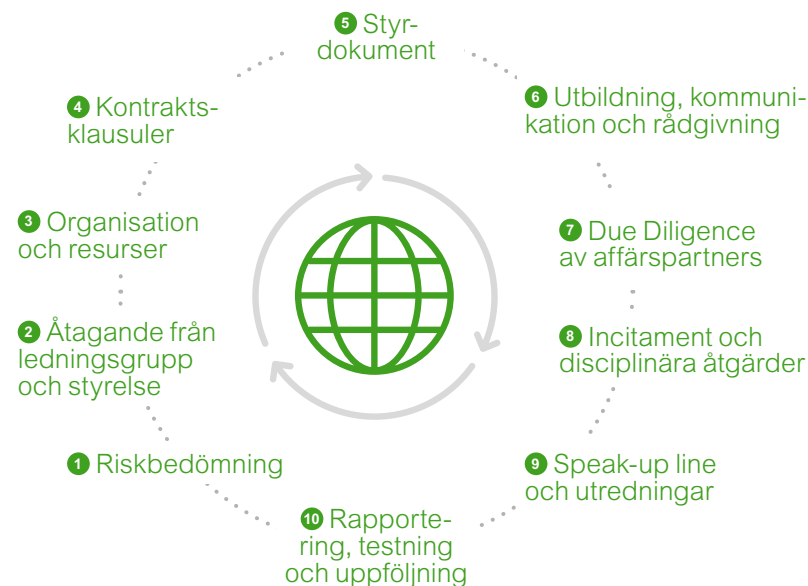 5 Styr-
dokument
4 Kontrakts-
klausuler
6 Utbildning, kommuni-
kation och rådgivning
3 Organisation
och resurser
7 Due Diligence
av affärspartners
2 Åtagande från
ledningsgrupp
och styrelse
8 Incitament och
disciplinära åtgärder
1 Riskbedömning
9 Speak-up line
och utredningar
10 Rapporte-
ring, testning
och uppföljning